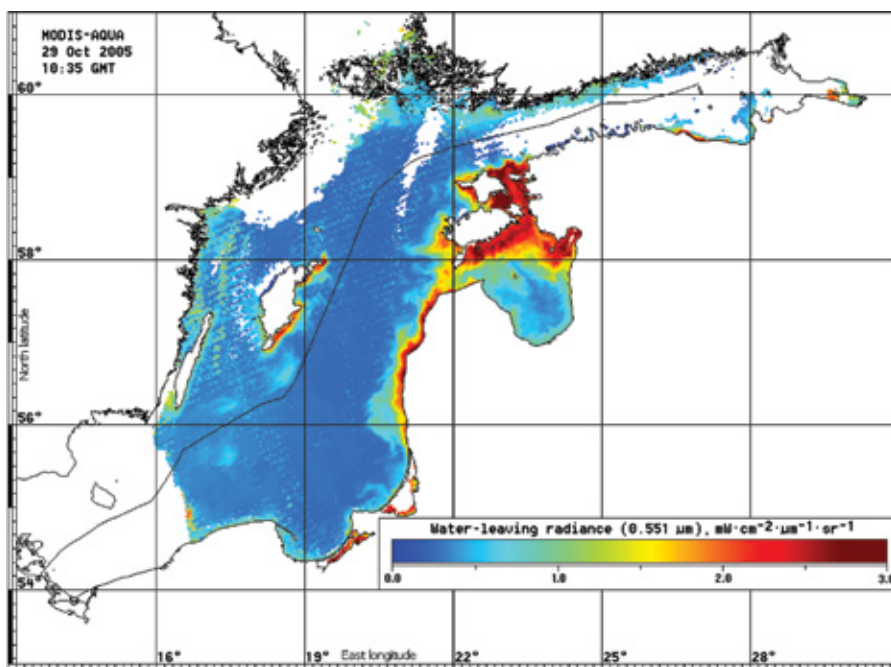 MODIS-AQUA
29 Oct 2005
10:35 GMT
60°
58°
56°
54°
North latitude
Water-leaving radiance (0.551 μm), mW·cm⁻²·μm⁻¹·sr⁻¹
0.0 1.0 2.0 3.0
16° 19° 22° 25° 28°
East longitude